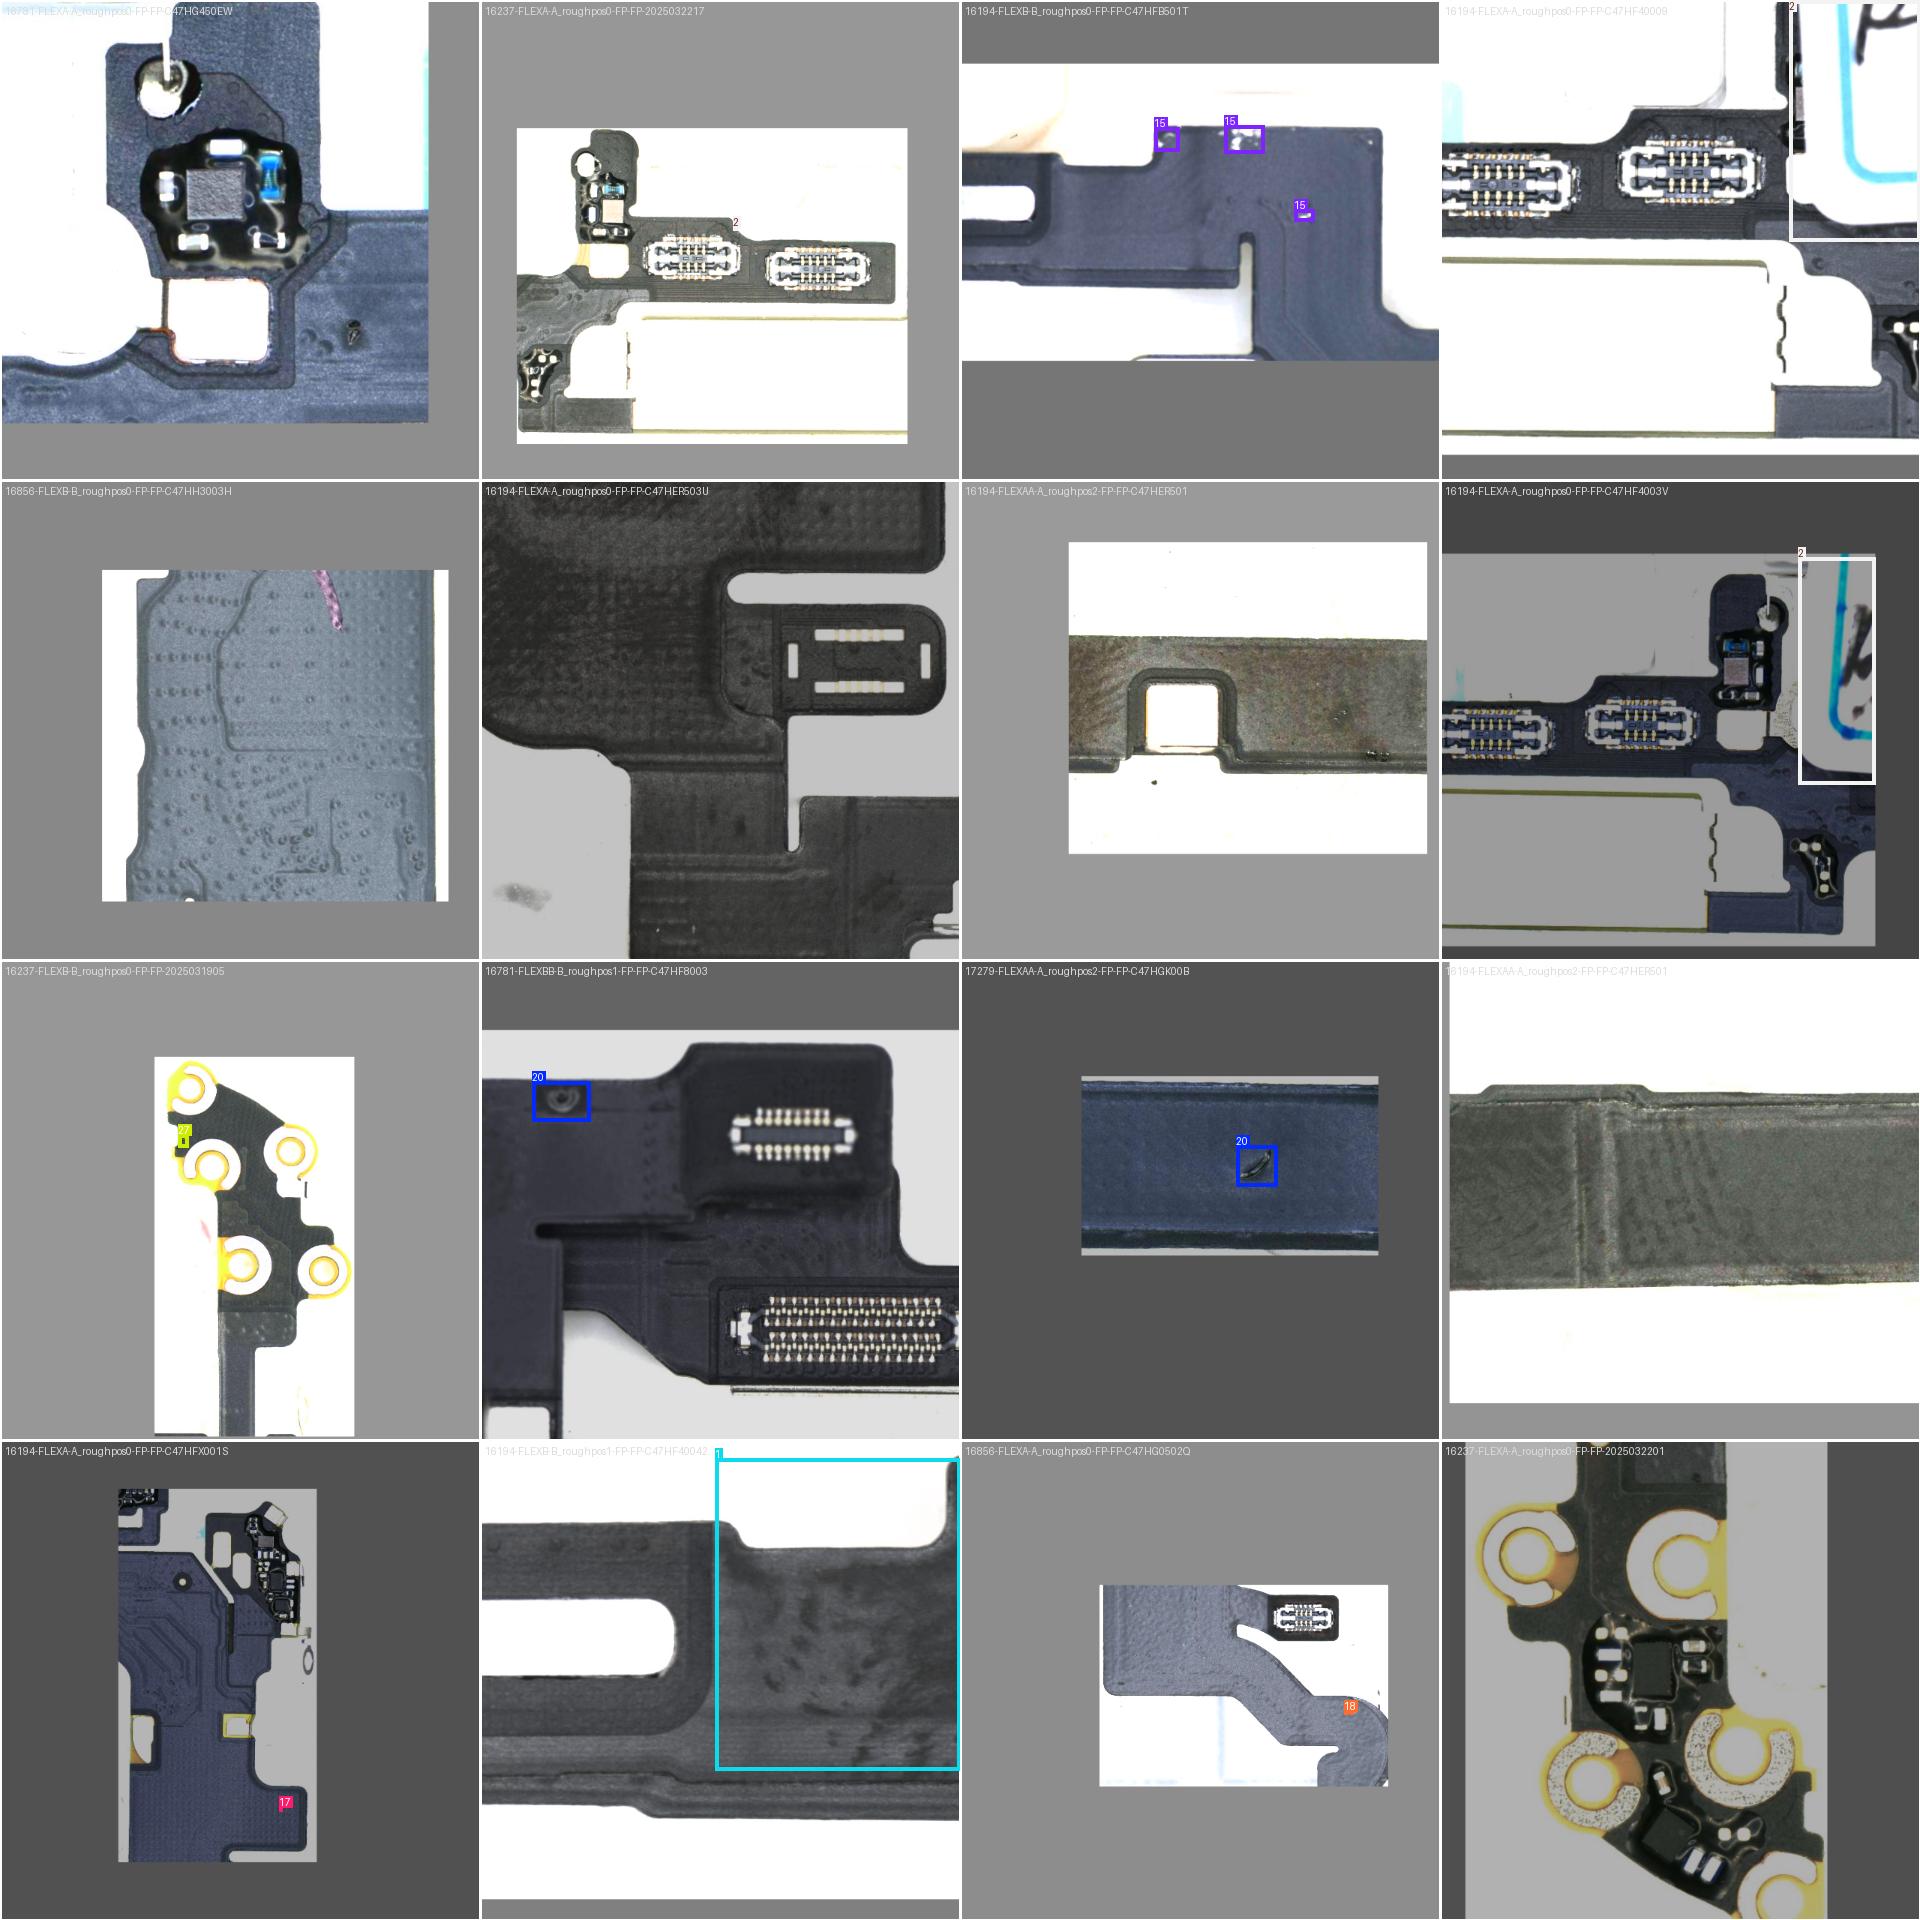 16781-FLEXA-A_roughpos0-FP-FP-C47HG450EW
16237-FLEXA-A_roughpos0-FP-FP-2025032217
16194-FLEXB-B_roughpos0-FP-FP-C47HFB501T
16194-FLEXA-A_roughpos0-FP-FP-C47HF40009
2
2
15
15
15
16856-FLEXB-B_roughpos0-FP-FP-C47HH3003H
16194-FLEXA-A_roughpos0-FP-FP-C47HER503U
16194-FLEXAA-A_roughpos2-FP-FP-C47HER501
16194-FLEXA-A_roughpos0-FP-FP-C47HF4003V
2
16237-FLEXB-B_roughpos0-FP-FP-2025031905
16781-FLEXBB-B_roughpos1-FP-FP-C47HF8003
17279-FLEXAA-A_roughpos2-FP-FP-C47HGK00B
16194-FLEXAA-A_roughpos2-FP-FP-C47HER501
27
20
20
16194-FLEXA-A_roughpos0-FP-FP-C47HFX001S
16194-FLEXB-B_roughpos1-FP-FP-C47HF40042
16856-FLEXA-A_roughpos0-FP-FP-C47HG0502Q
16237-FLEXA-A_roughpos0-FP-FP-2025032201
1
18
17